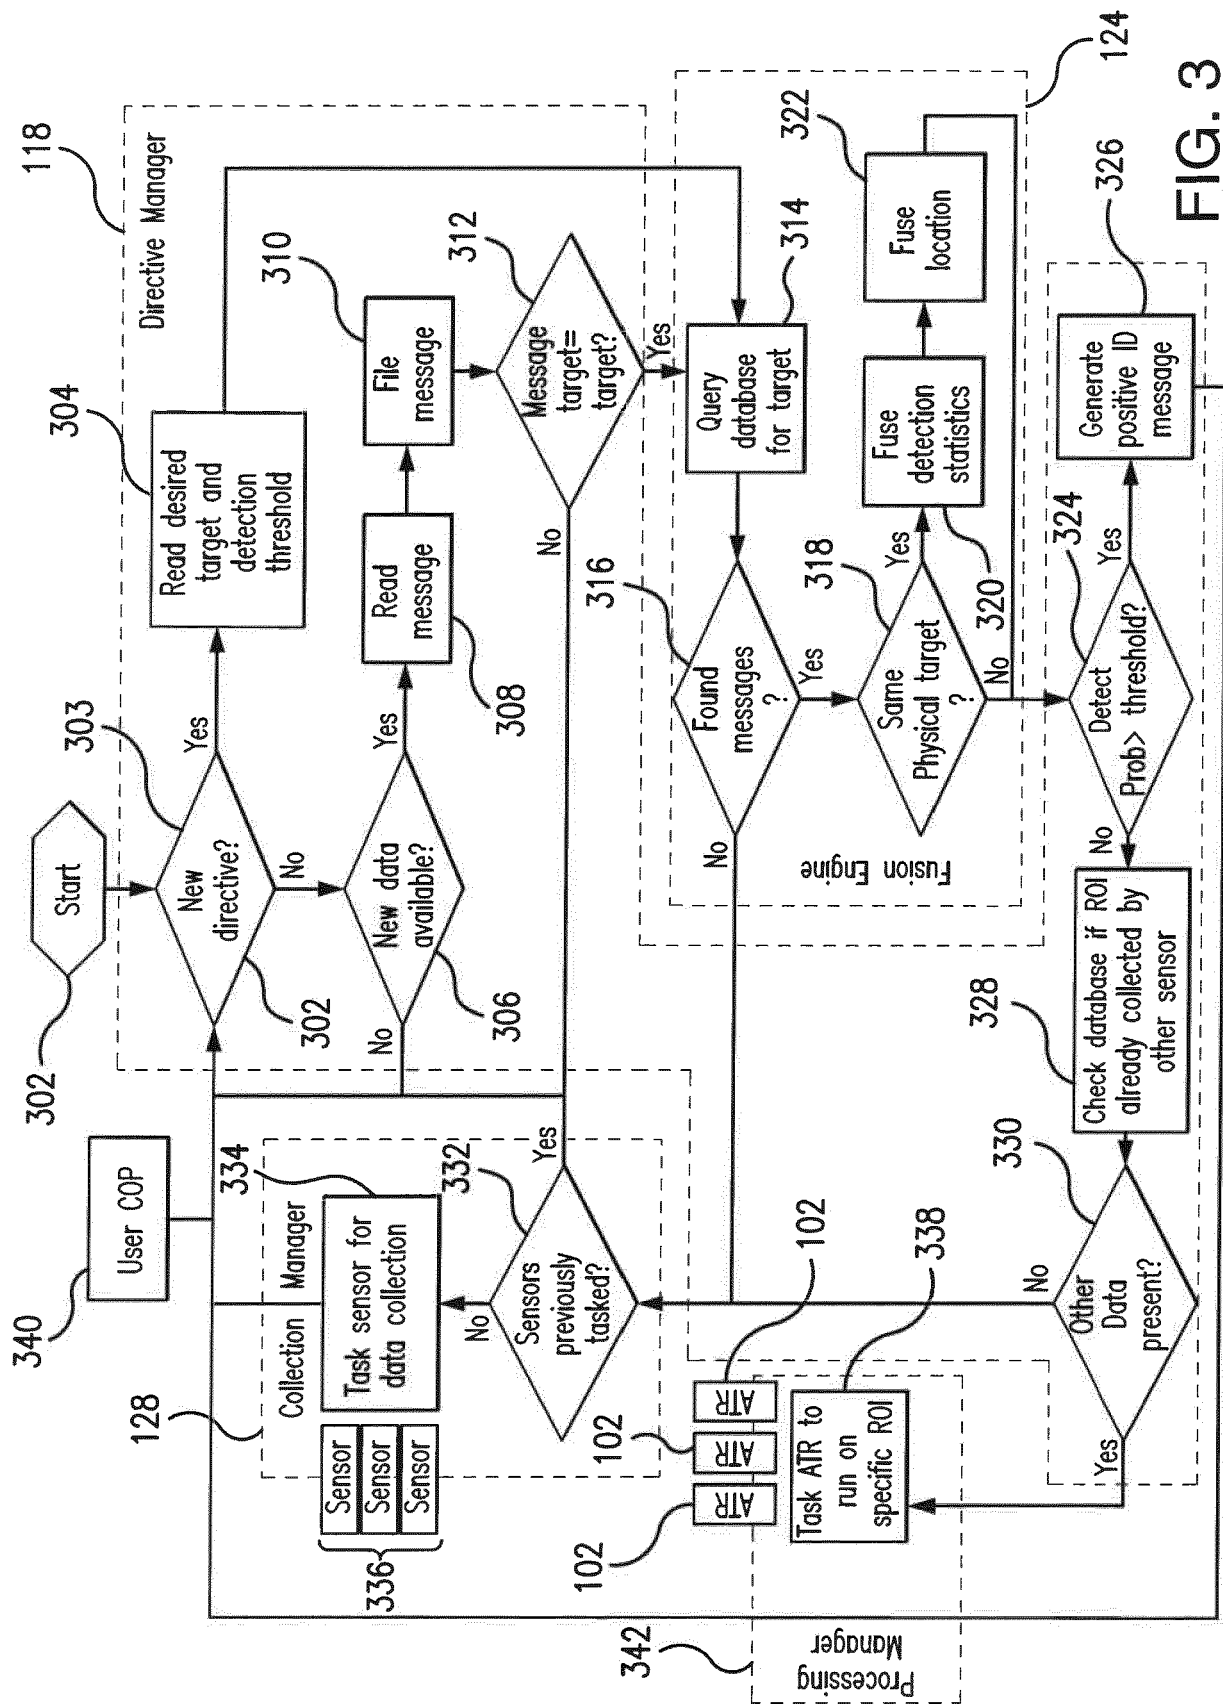 302
Start
303
New
directive?
302
Yes
No
304
Read desired
target and
detection
threshold
118
Directive Manager
306
New data
available?
Yes
No
308
Read
message
310
File
message
312
Message
target=
target?
Yes
No
314
Query
database
for target
316
Found
messages
?
Yes
No
318
Same
Physical target
?
Yes
No
320
Fuse
detection
statistics
322
Fuse
location
124
Fusion Engine
324
Detect
Prob> threshold?
Yes
No
326
Generate
positive ID
message
328
Check database if ROI
already collected by
other sensor
330
Other
Data
present?
No
Yes
332
Sensors
previously
tasked?
Yes
No
334
Task sensor for
data collection
128
Collection Manager
Sensor
Sensor
Sensor
336
340
User COP
102
102
102
ATR
ATR
ATR
338
Task ATR to
run on
specific ROI
342
Processing
Manager
FIG. 3